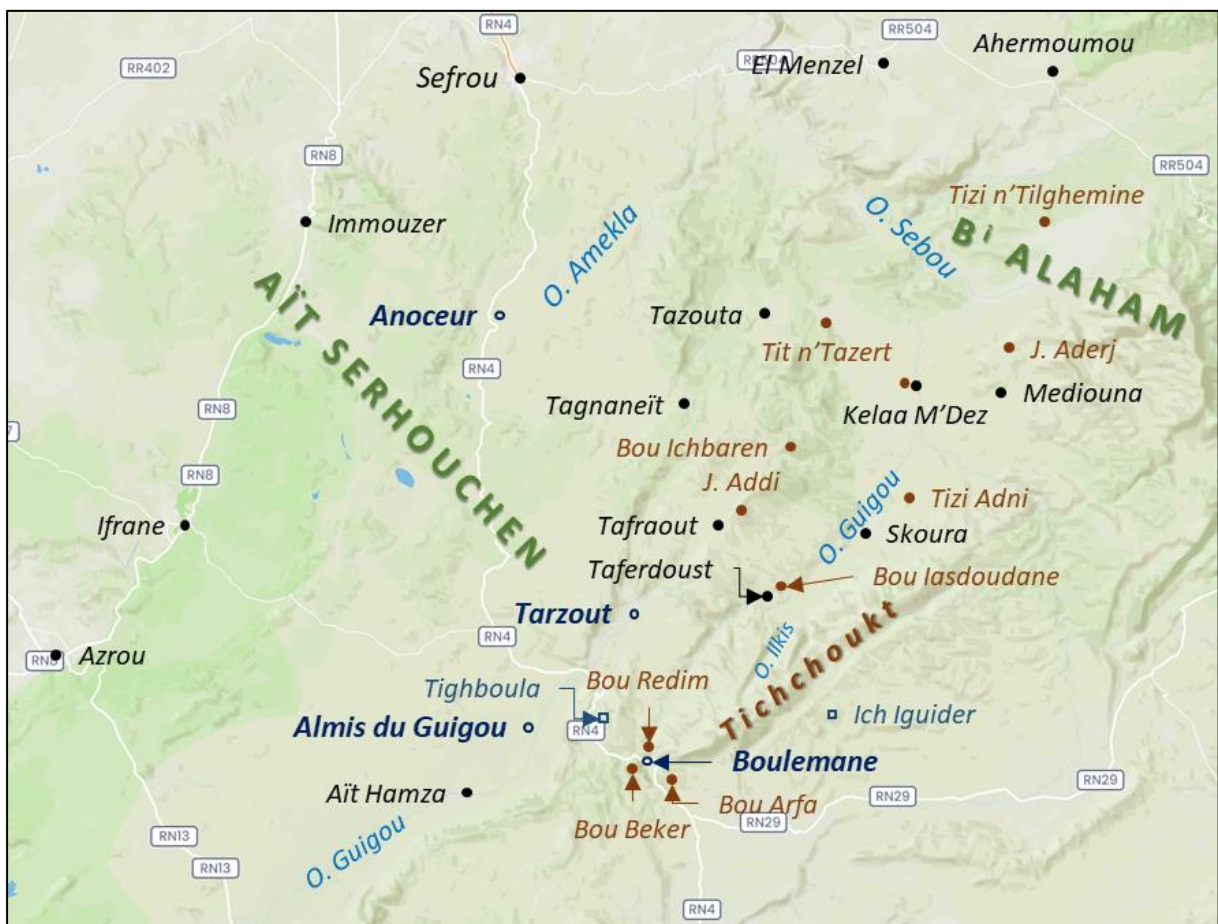 RN4
RR504
Ahermoumou
RR402
Sefrou
RR504
El Menzel
RN8
RR504
Tizi n’Tilghemine
Immouzer
O. Amekla
O. Sebou
Bⁱ ALAHAM
AÏT SERHOUCHEN
Anoceur
Tazouta
Tit n’Tazert
J. Aderj
RN4
RN8
Tagnaneït
Kelaa M’Dez
Mediouna
7
Bou Ichbaren
RN8
J. Addi
O. Guigou
Tizi Adni
Ifrane
Tafraout
Skoura
Taferdoust
Bou Iasdoudane
Tarzout
RN4
O. Ilkis
Tichchoukt
RN8
Azrou
Tighboula
Bou Redim
Ich Iguider
Almis du Guigou
RN4
Boulemane
Aït Hamza
RN29
Bou Arfa
RN29
Bou Beker
O. Guigou
RN13
RN13
RN4